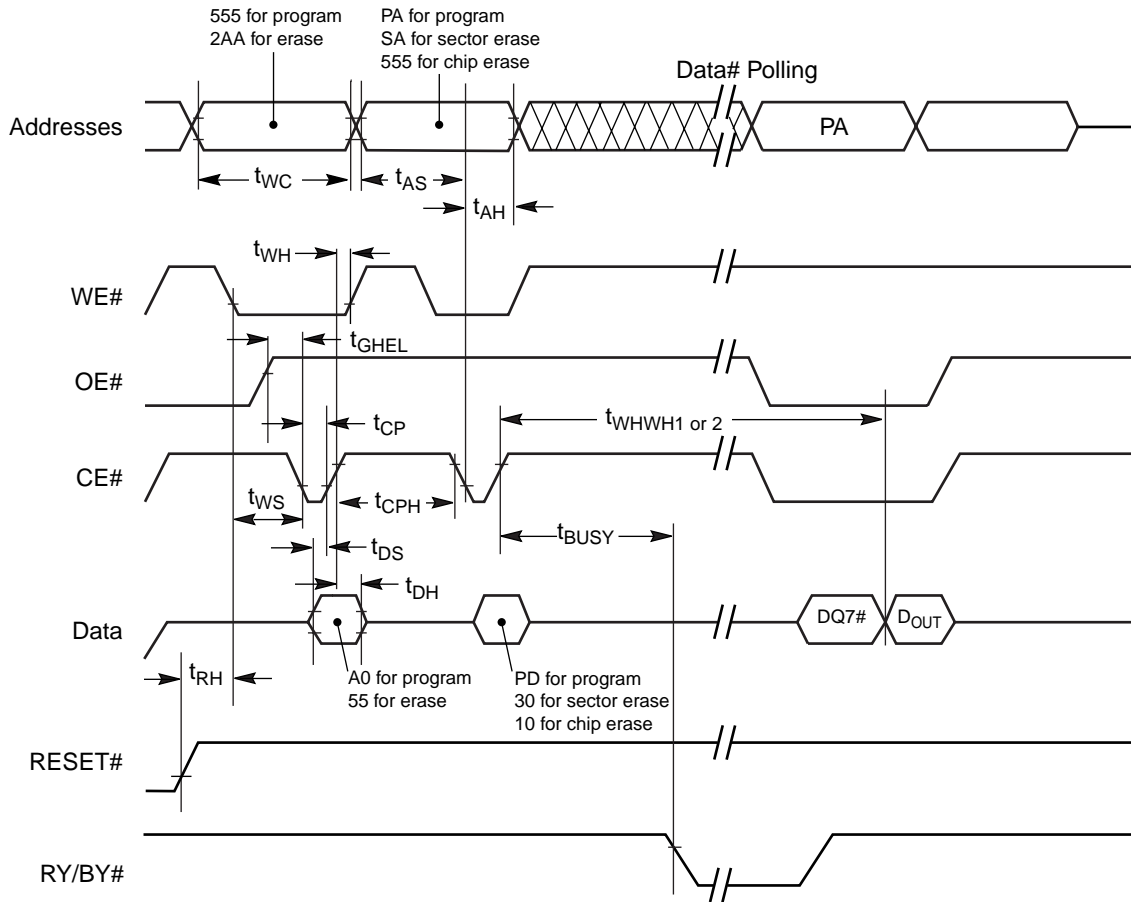 555 for program
2AA for erase
PA for program
SA for sector erase
555 for chip erase
Data# Polling
Addresses
PA
tWC
tAS
tAH
tWH
WE#
tGHEL
OE#
tWHWH1 or 2
tCP
CE#
tWS
tCPH
tBUSY
tDS
tDH
Data
DQ7#
DOUT
tRH
A0 for program
55 for erase
PD for program
30 for sector erase
10 for chip erase
RESET#
RY/BY#